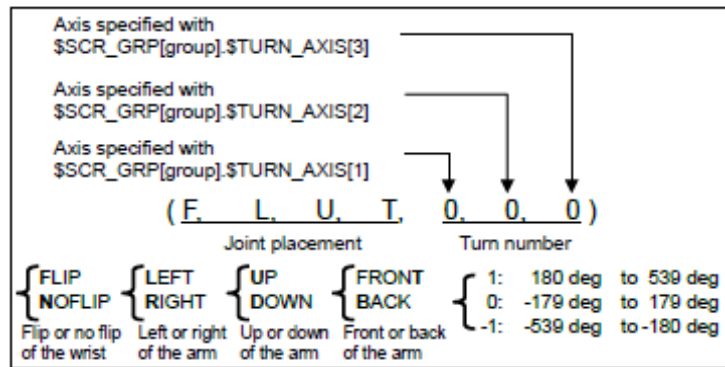 Axis specified with
$SCR_GRP[group].$TURN_AXIS[3]
Axis specified with
$SCR_GRP[group].$TURN_AXIS[2]
Axis specified with
$SCR_GRP[group].$TURN_AXIS[1]
( F, L, U, T, 0, 0, 0 )
Joint placement Turn number
FLIP LEFT UP FRONT 1: 180 deg to 539 deg
NOFLIP RIGHT DOWN BACK 0: -179 deg to 179 deg
-1: -539 deg to -180 deg
Flip or no flip Left or right Up or down Front or back
of the wrist of the arm of the arm of the arm